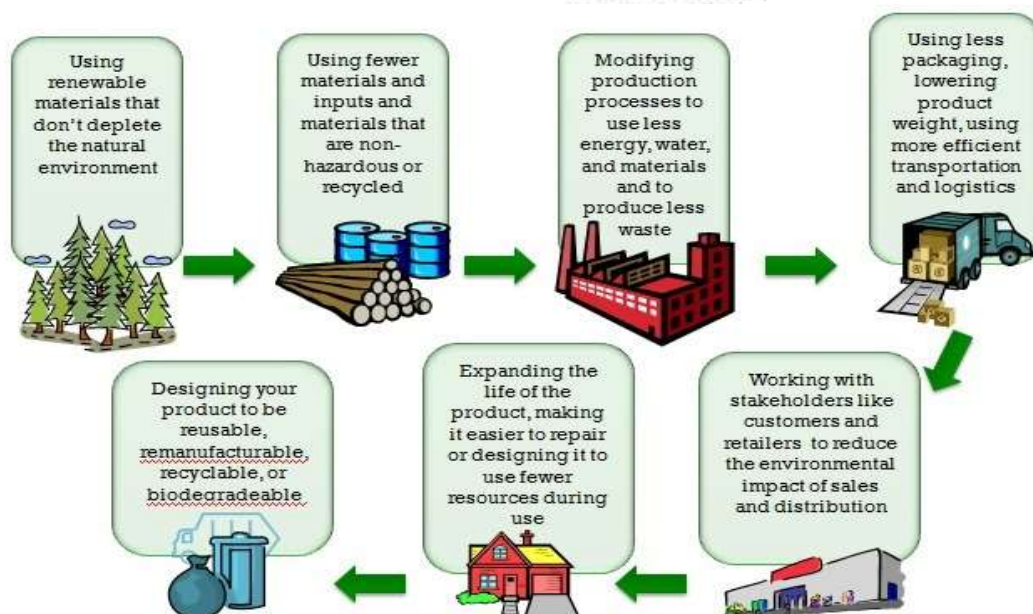 Using
renewable
materials that
don't deplete
the natural
environment
Using fewer
materials and
inputs and
materials that
are non-
hazardous or
recycled
Modifying
production
processes to
use less
energy, water,
and materials
and to
produce less
waste
Using less
packaging,
lowering
product
weight, using
more efficient
transportation
and logistics
Working with
stakeholders like
customers and
retailers to reduce
the environmental
impact of sales
and distribution
Expanding the
life of the
product, making
it easier to repair
or designing it to
use fewer
resources during
use
Designing your
product to be
reusable,
remanufacturable,
recyclable, or
biodegradeable